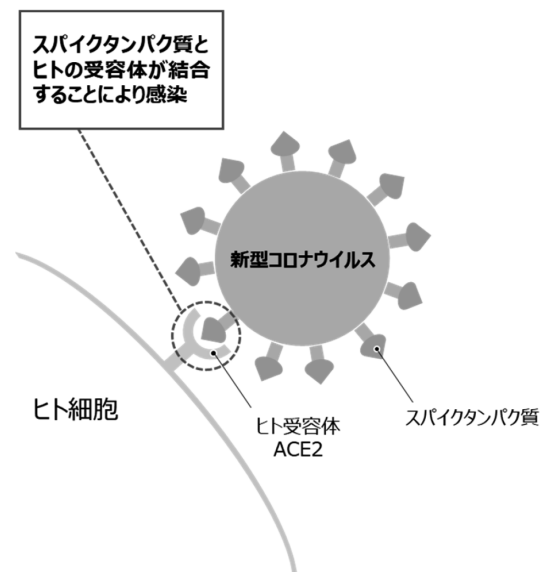 スパイクタンパク質と
ヒトの受容体が結合
することにより感染
新型コロナウイルス
ヒト細胞
ヒト受容体
ACE2
スパイクタンパク質